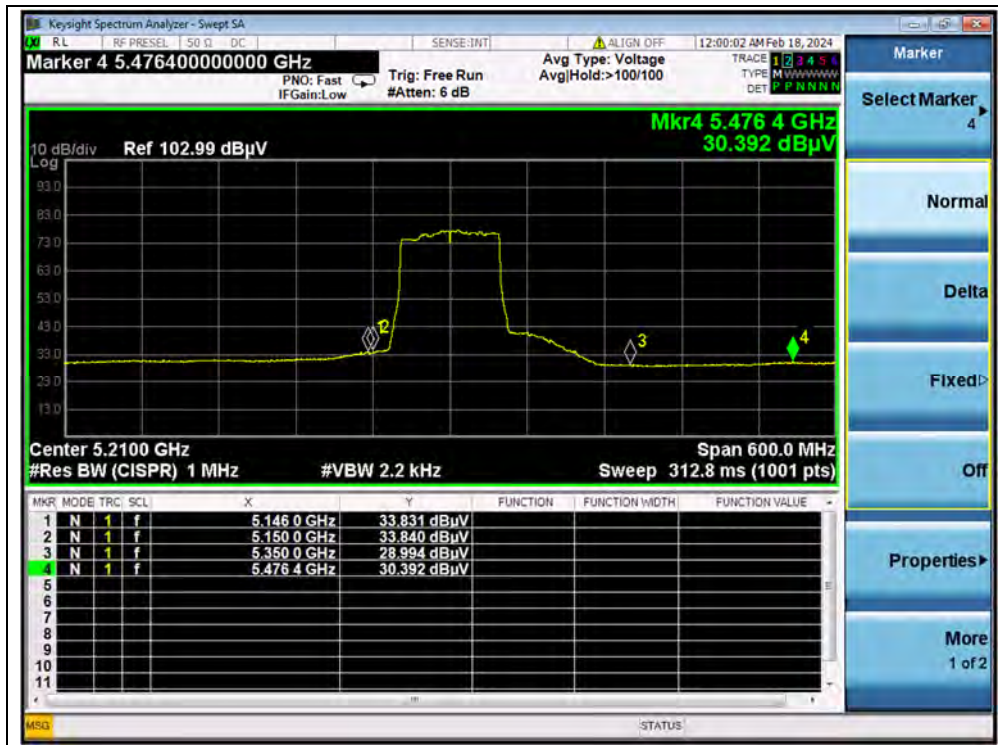 Keysight Spectrum Analyzer - Swept SA
LXI RL RF PRESEL 50 Ω DC SENSE:INT ALIGN OFF 12:00:02 AM Feb 18, 2024
Marker 4 5.476400000000 GHz
PNO: Fast
IFGain:Low
Trig: Free Run
#Atten: 6 dB
Avg Type: Voltage
Avg|Hold:>100/100
TRACE 1 2 3 4 5 6
TYPE M WWWWW
DET P P N N N N
Mkr4 5.476 4 GHz
30.392 dBµV
10 dB/div Ref 102.99 dBµV
Log
93.0
83.0
73.0
63.0
53.0
43.0
33.0
23.0
13.0
2
3
4
Center 5.2100 GHz Span 600.0 MHz
#Res BW (CISPR) 1 MHz #VBW 2.2 kHz Sweep 312.8 ms (1001 pts)
MKR MODE TRC SCL X Y FUNCTION FUNCTION WIDTH FUNCTION VALUE
1 N 1 f 5.146 0 GHz 33.831 dBµV
2 N 1 f 5.150 0 GHz 33.840 dBµV
3 N 1 f 5.350 0 GHz 28.994 dBµV
4 N 1 f 5.476 4 GHz 30.392 dBµV
5
6
7
8
9
10
11
MSG STATUS
Marker
Select Marker
4
Normal
Delta
Fixed
Off
Properties
More
1 of 2